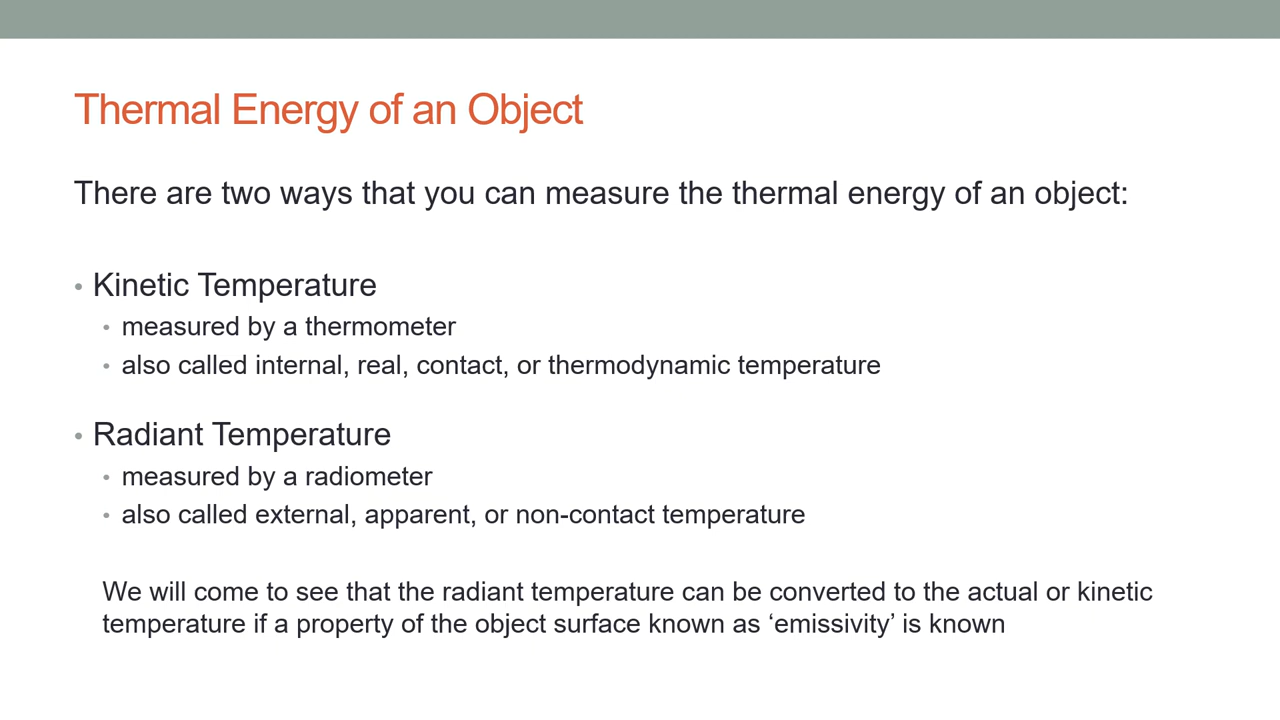 Thermal Energy of an Object
There are two ways that you can measure the thermal energy of an object:
• Kinetic Temperature
• measured by a thermometer
• also called internal, real, contact, or thermodynamic temperature
• Radiant Temperature
• measured by a radiometer
• also called external, apparent, or non-contact temperature
We will come to see that the radiant temperature can be converted to the actual or kinetic
temperature if a property of the object surface known as ‘emissivity’ is known